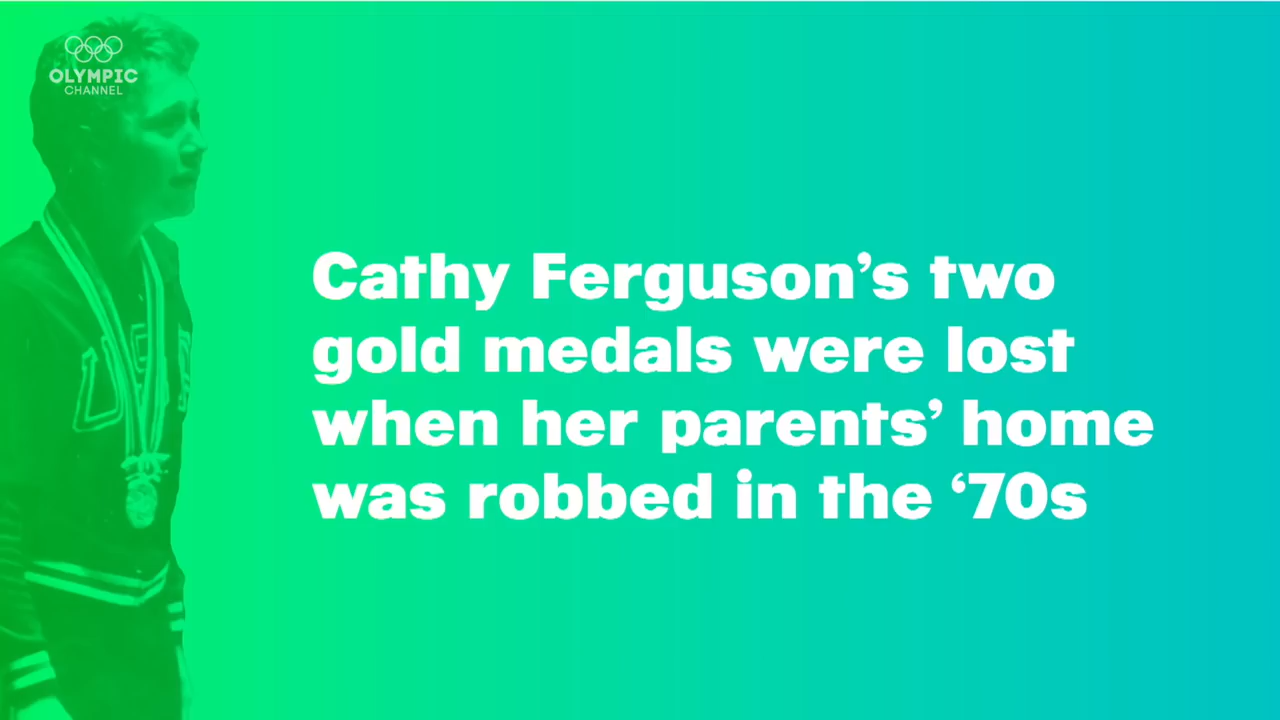 OLYMPIC
CHANNEL
Cathy Ferguson’s two
gold medals were lost
when her parents’ home
was robbed in the ‘70s